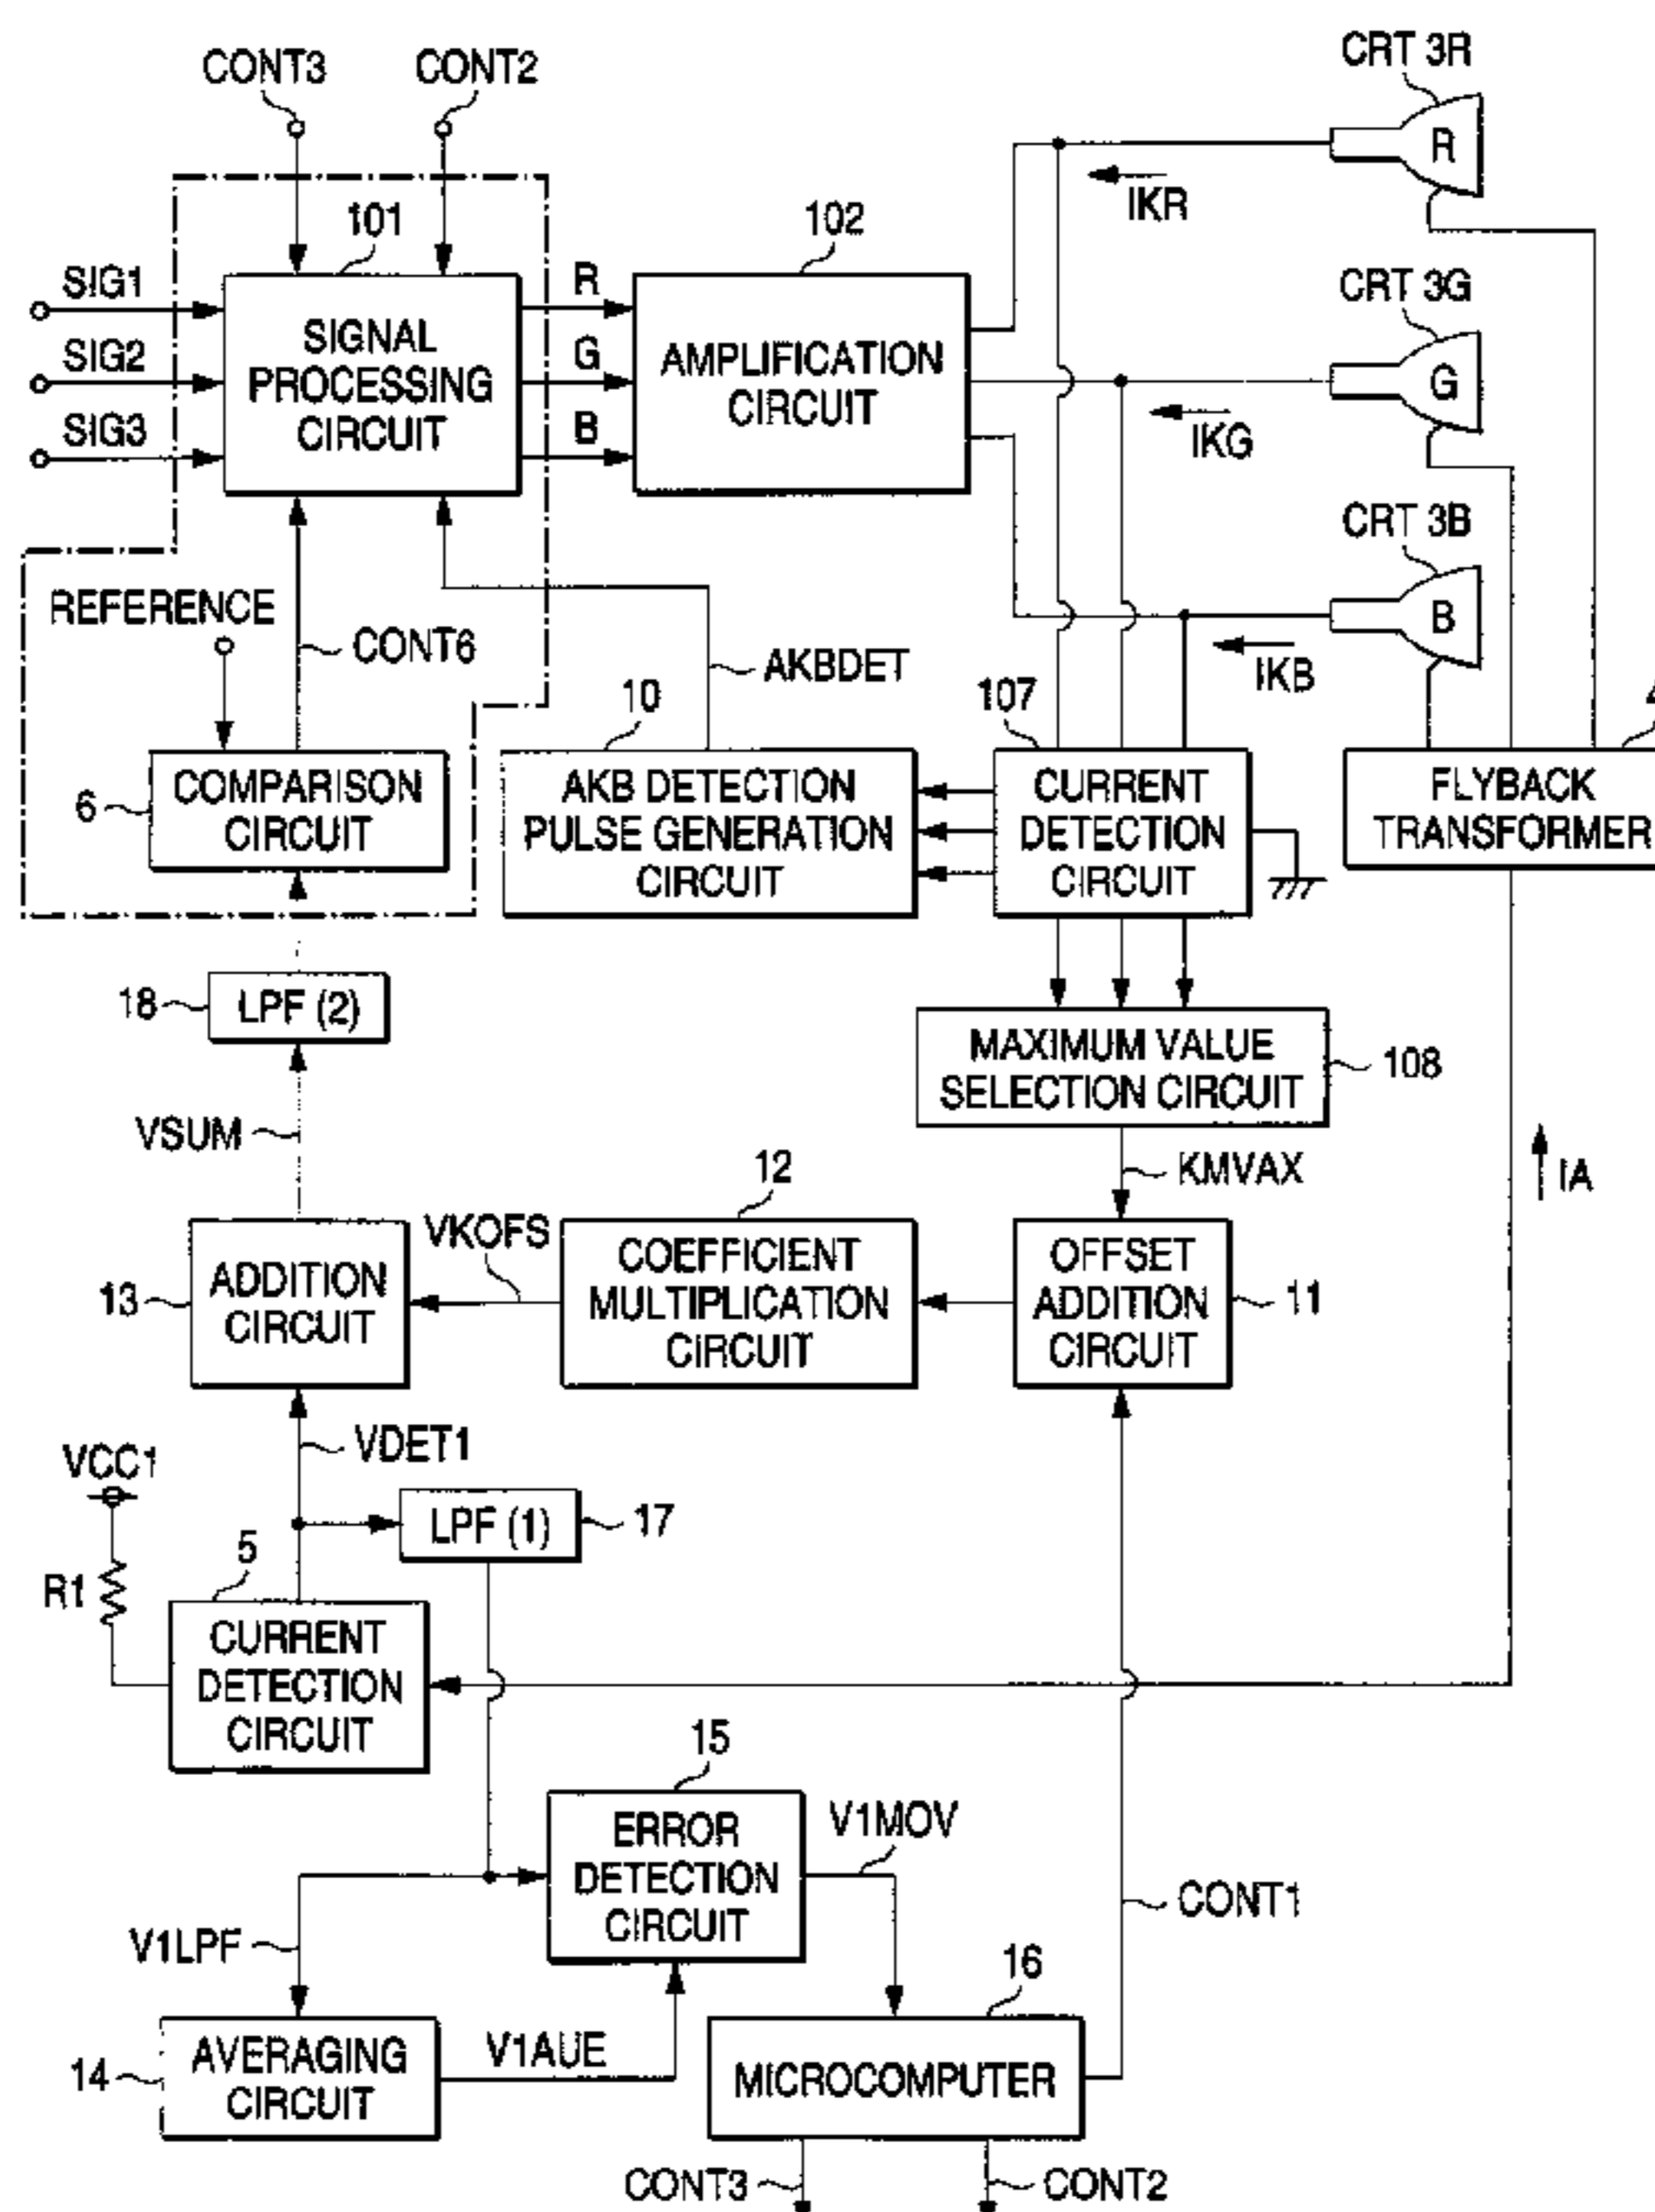 CRT 3R
CONT3
CONT2
R
IKR
101
102
SIG1
SIG2
SIG3
SIGNAL
PROCESSING
CIRCUIT
R
G
B
AMPLIFICATION
CIRCUIT
CRT 3G
G
IKG
CRT 3B
B
IKB
REFERENCE
CONT6
AKBDET
10
107
6
COMPARISON
CIRCUIT
AKB DETECTION
PULSE GENERATION
CIRCUIT
CURRENT
DETECTION
CIRCUIT
FLYBACK
TRANSFORMER
18
LPF (2)
MAXIMUM VALUE
SELECTION CIRCUIT
108
VSUM
12
KMVAX
IA
13
ADDITION
CIRCUIT
VKOFS
COEFFICIENT
MULTIPLICATION
CIRCUIT
OFFSET
ADDITION
CIRCUIT
11
VDET1
VCC1
LPF (1)
17
R1
5
CURRENT
DETECTION
CIRCUIT
15
ERROR
DETECTION
CIRCUIT
V1MOV
CONT1
V1LPF
16
14
AVERAGING
CIRCUIT
V1AUE
MICROCOMPUTER
CONT3
CONT2